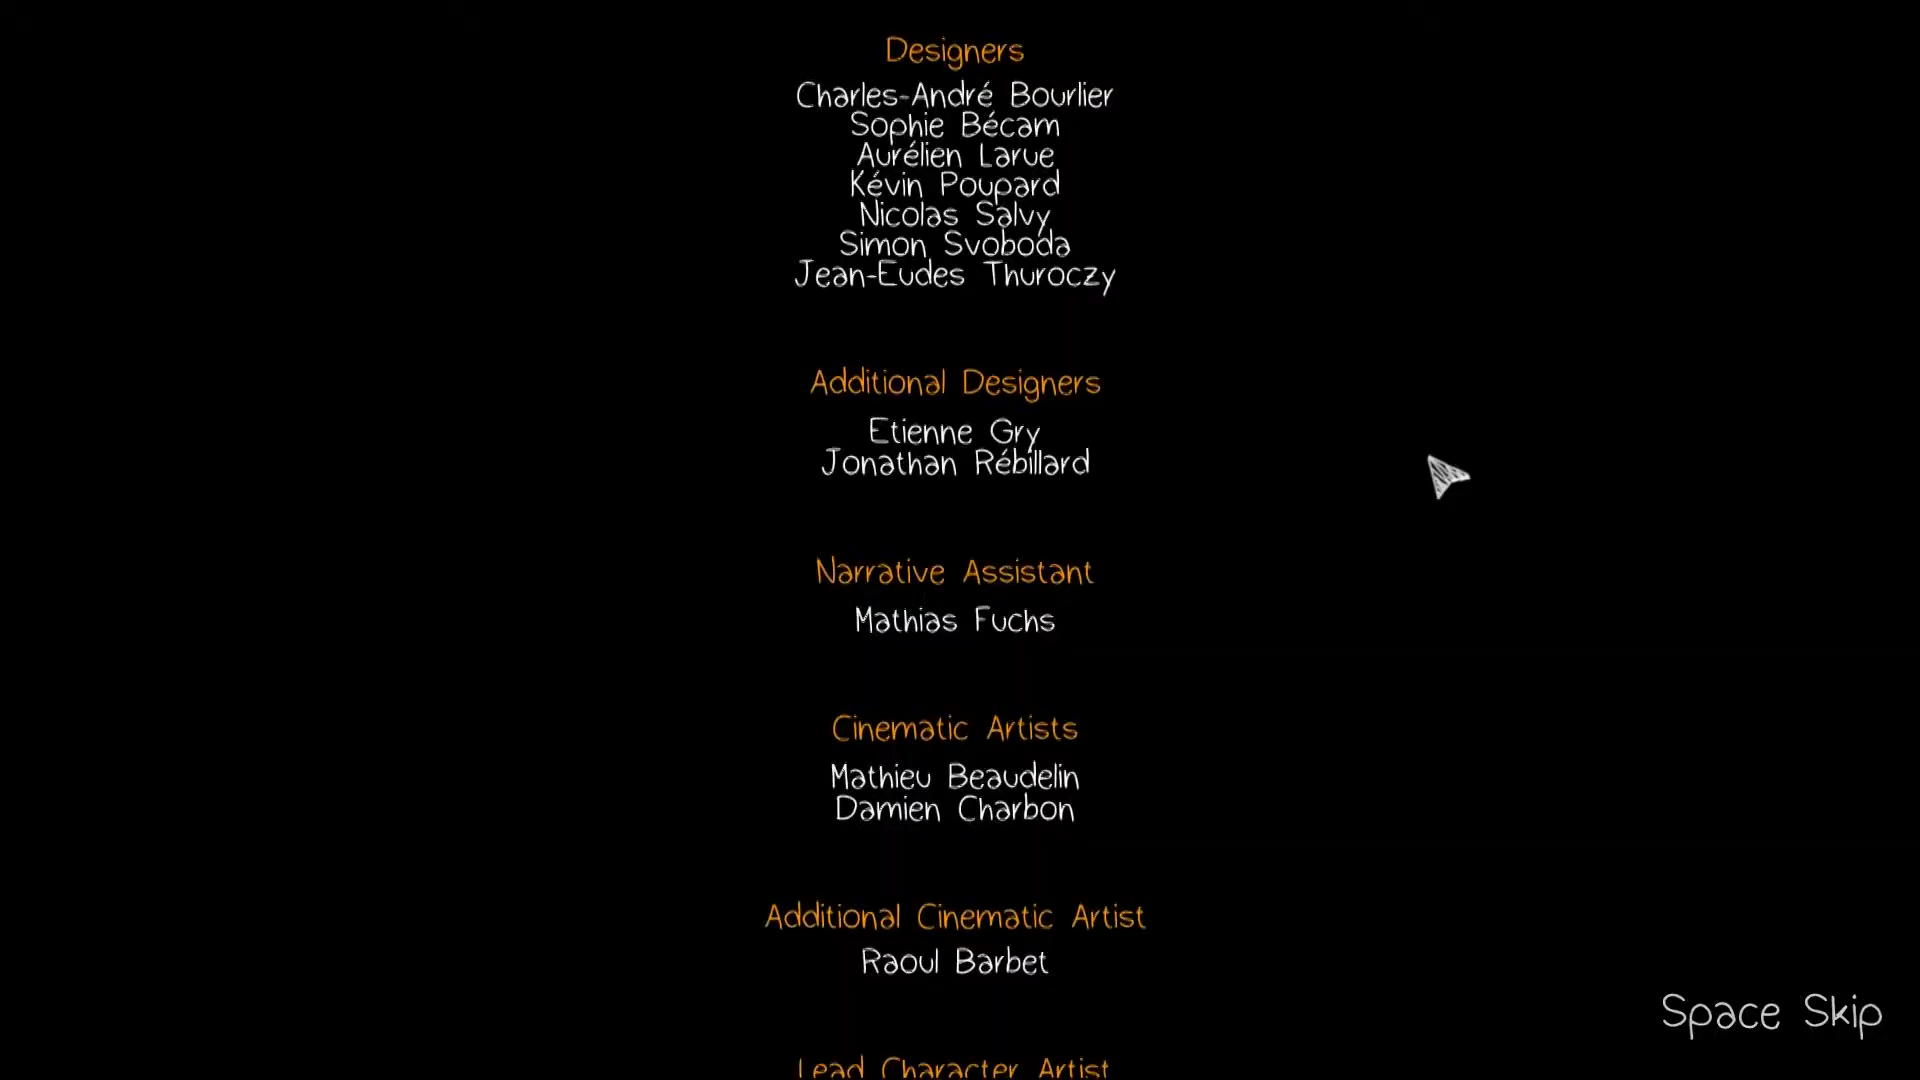 Designers
Charles-André Bourlier
Sophie Bécam
Aurélien Larue
Kévin Poupard
Nicolas Salvy
Simon Svoboda
Jean-Eudes Thuroczy
Additional Designers
Etienne Gry
Jonathan Rébillard
Narrative Assistant
Mathias Fuchs
Cinematic Artists
Mathieu Beaudelin
Damien Charbon
Additional Cinematic Artist
Raoul Barbet
Space Skip
Lead Character Artist